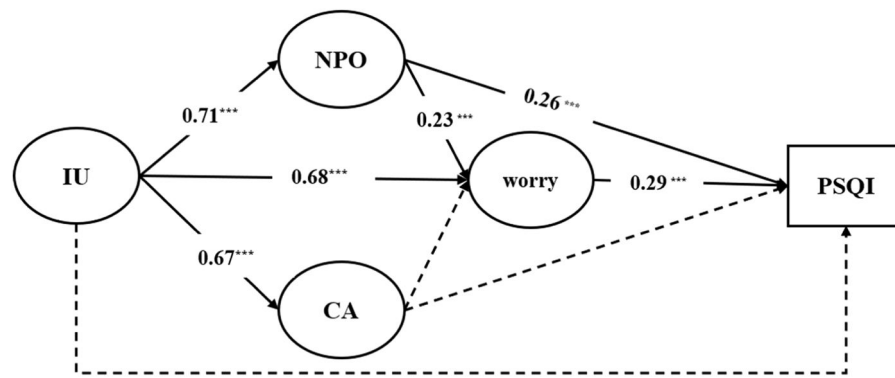 NPO
0.26 ***
0.71***
0.23 ***
IU
0.68***
worry
0.29 ***
PSQI
0.67***
CA